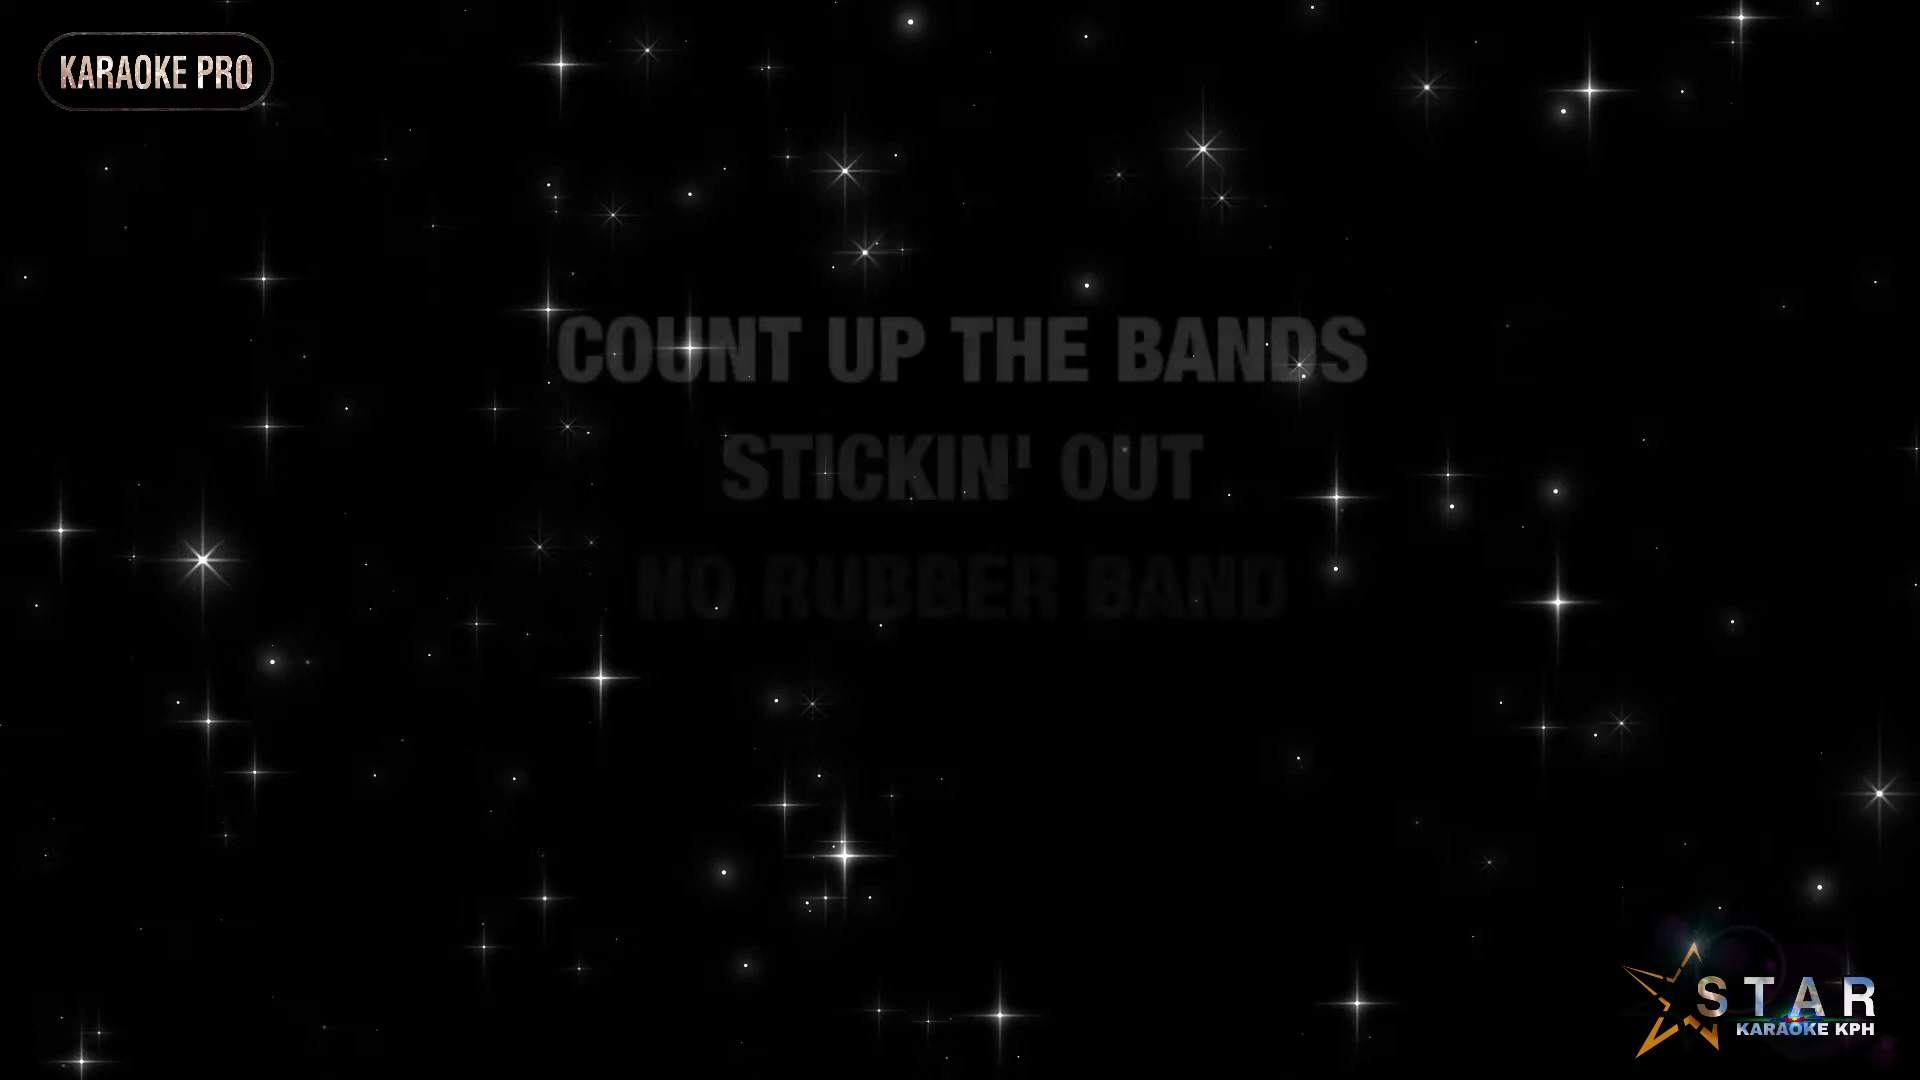 KARAOKE PRO
COUNT UP THE BANDS
STICKIN' OUT
NO RUBBER BAND
STAR
KARAOKE KPH